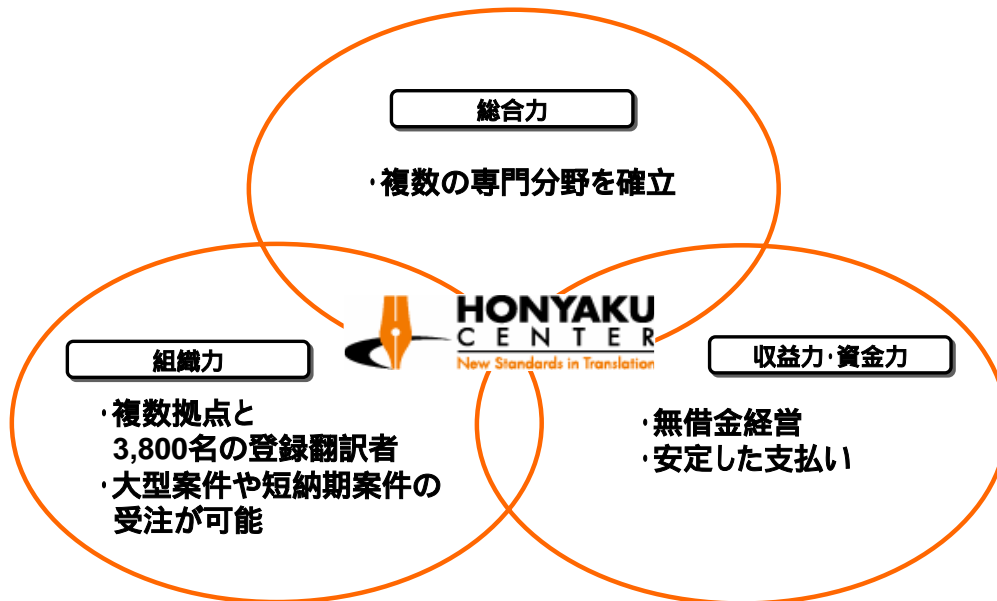 総合力
・複数の専門分野を確立
HONYAKU
CENTER
New Standards in Translation
組織力
・複数拠点と
3,800名の登録翻訳者
・大型案件や短納期案件の
受注が可能
収益力・資金力
・無借金経営
・安定した支払い